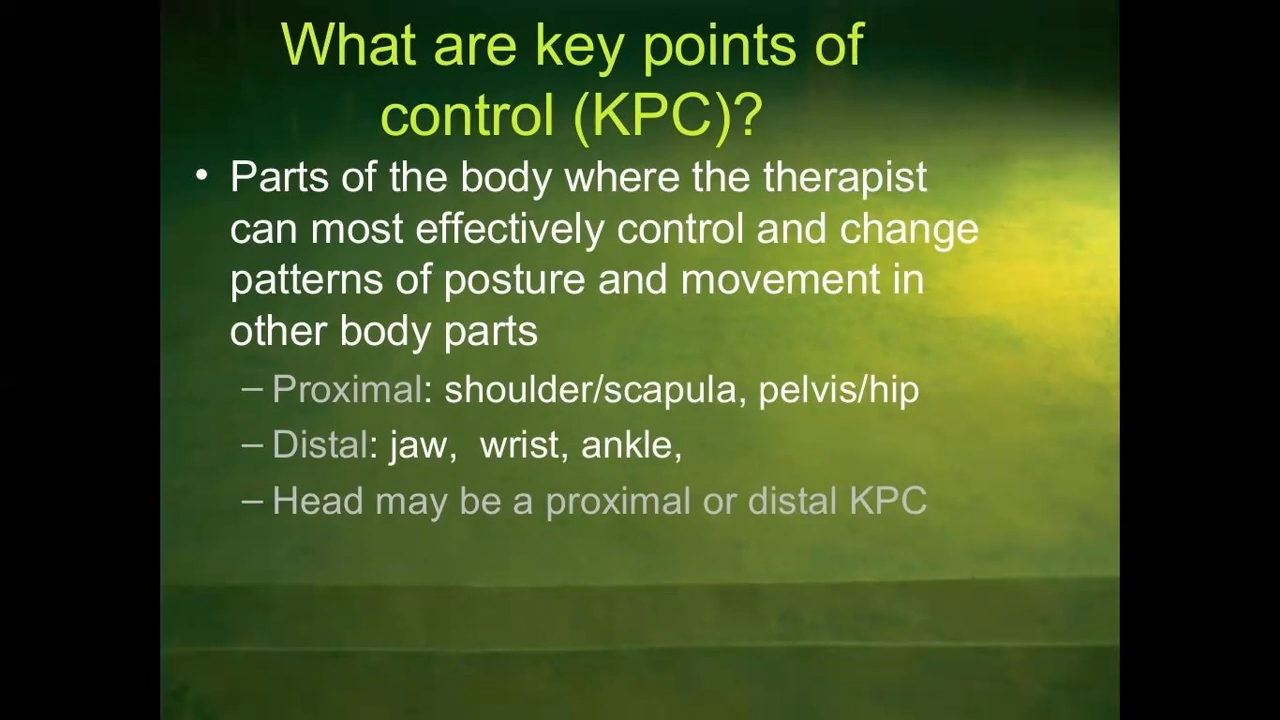 What are key points of
control (KPC)?
• Parts of the body where the therapist
can most effectively control and change
patterns of posture and movement in
other body parts
– Proximal: shoulder/scapula, pelvis/hip
– Distal: jaw,  wrist, ankle,
– Head may be a proximal or distal KPC